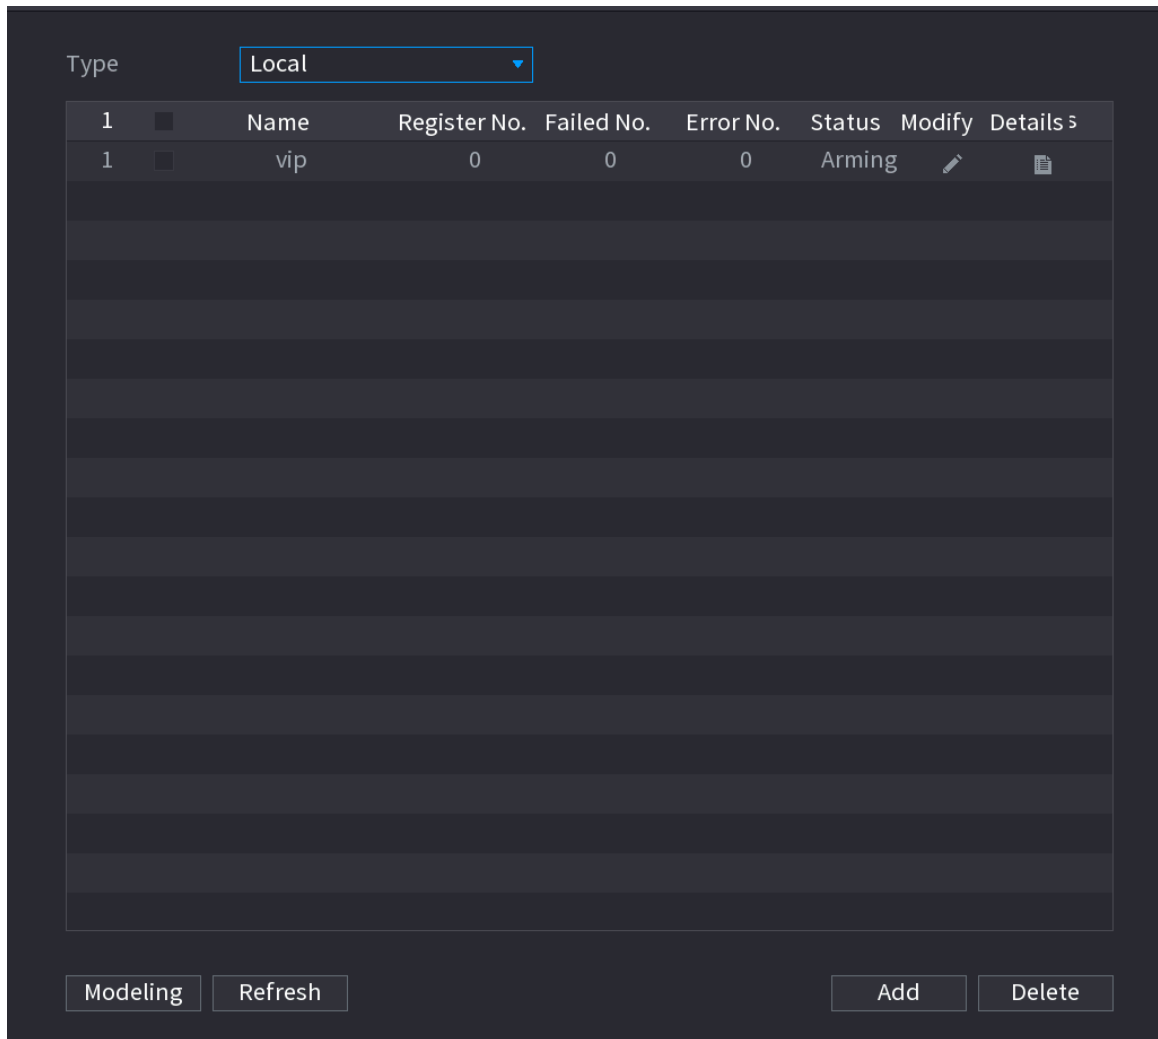 Type Local
1 Name Register No. Failed No. Error No. Status Modify Details s
1 vip 0 0 0 Arming
Modeling Refresh Add Delete